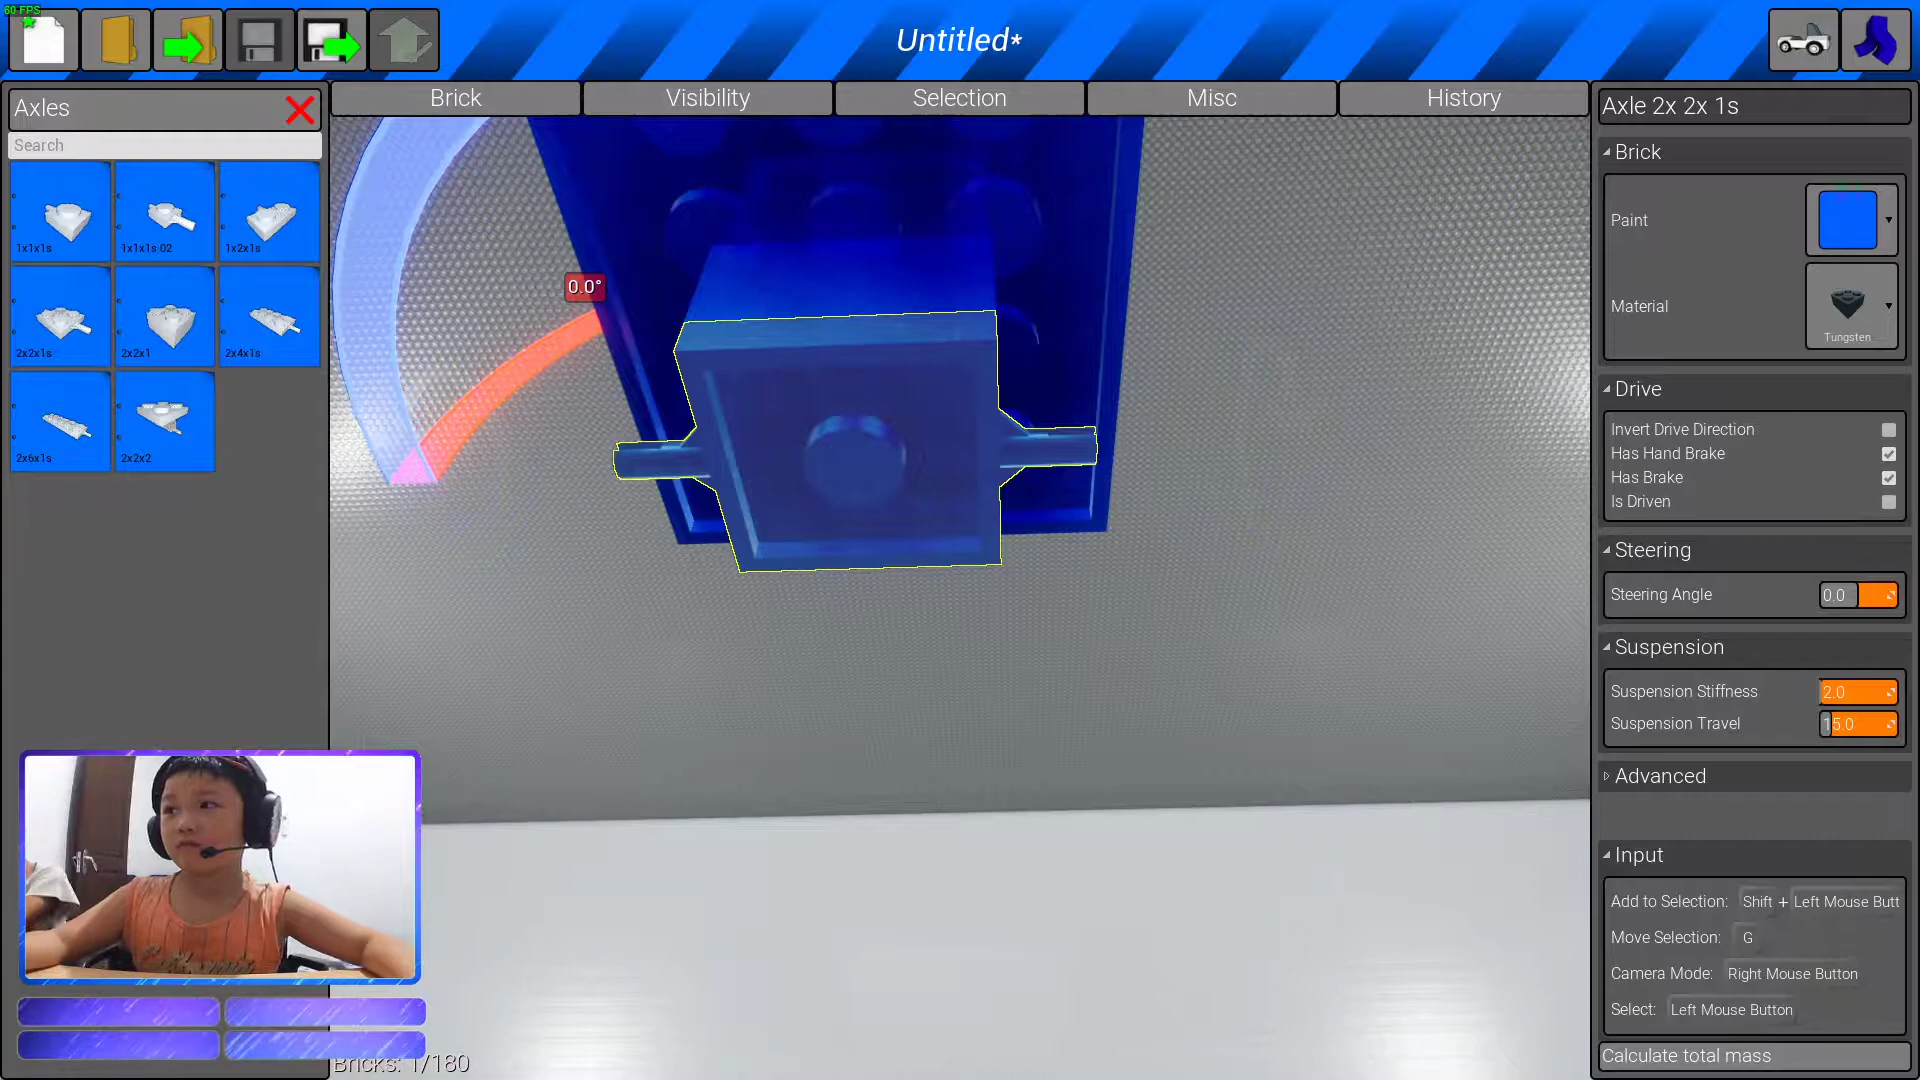 60 FPS
Untitled*
Axles
Search
1x1x1s
1x1x1s 02
1x2x1s
2x2x1s
2x2x1
2x4x1s
2x6x1s
2x2x2
Brick
Visibility
Selection
Misc
History
0.0°
Bricks: 1/180
Axle 2x 2x 1s
Brick
Paint
Material
Tungsten
Drive
Invert Drive Direction
Has Hand Brake
Has Brake
Is Driven
Steering
Steering Angle 0.0
Suspension
Suspension Stiffness 2.0
Suspension Travel 15.0
Advanced
Input
Add to Selection: Shift + Left Mouse Butt
Move Selection: G
Camera Mode: Right Mouse Button
Select: Left Mouse Button
Calculate total mass